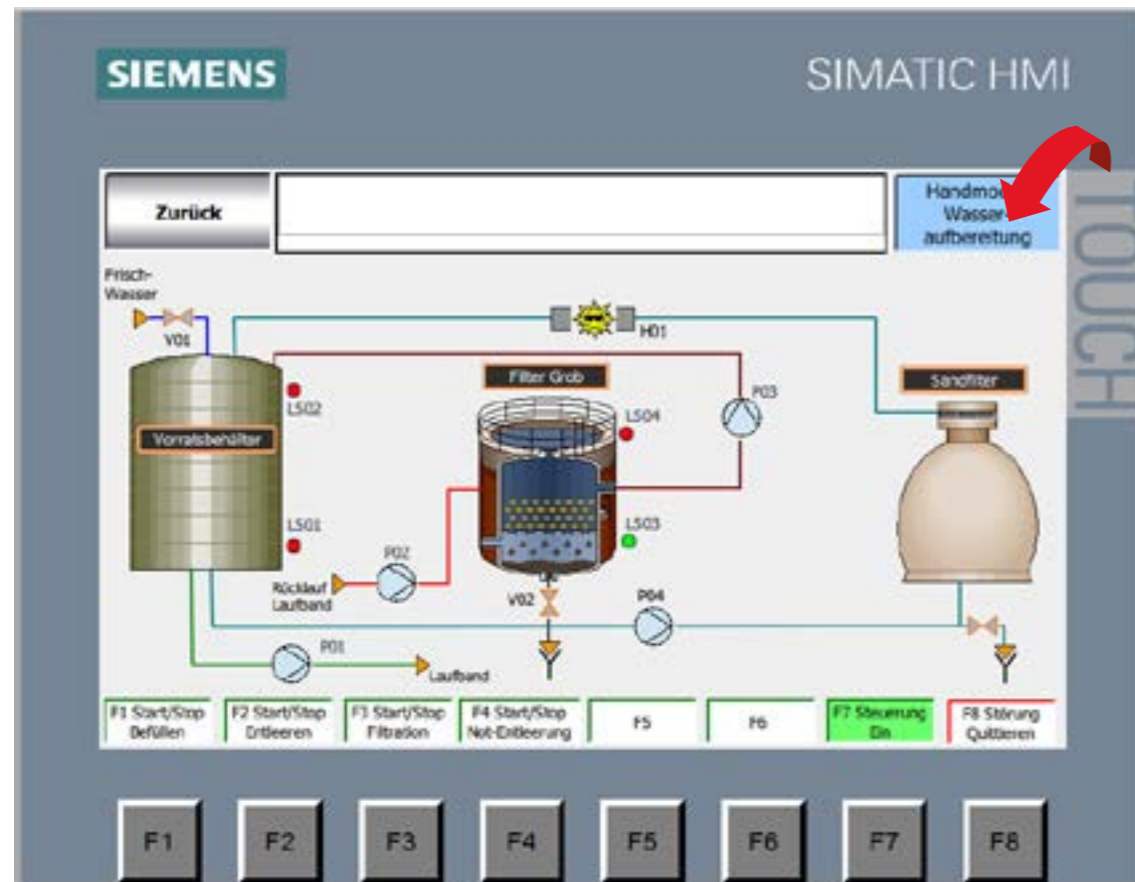 SIEMENS
SIMATIC HMI
TOUCH
Zurück
Wasser-
aufbereitung
Frisch-
Wasser
V01
H01
Filter Grob
P03
Sandfilter
LS02
LS04
Vorratsbehälter
LS01
LS03
P02
Rücklauf
Laufband
V02
P04
P01
Laufband
F1 Start/Stop
Befüllen
F2 Start/Stop
Entleeren
F3 Start/Stop
Filtration
F4 Start/Stop
Not-Entleerung
F5
F6
F7 Steuerung
Ein
F8 Störung
Quittieren
F1
F2
F3
F4
F5
F6
F7
F8